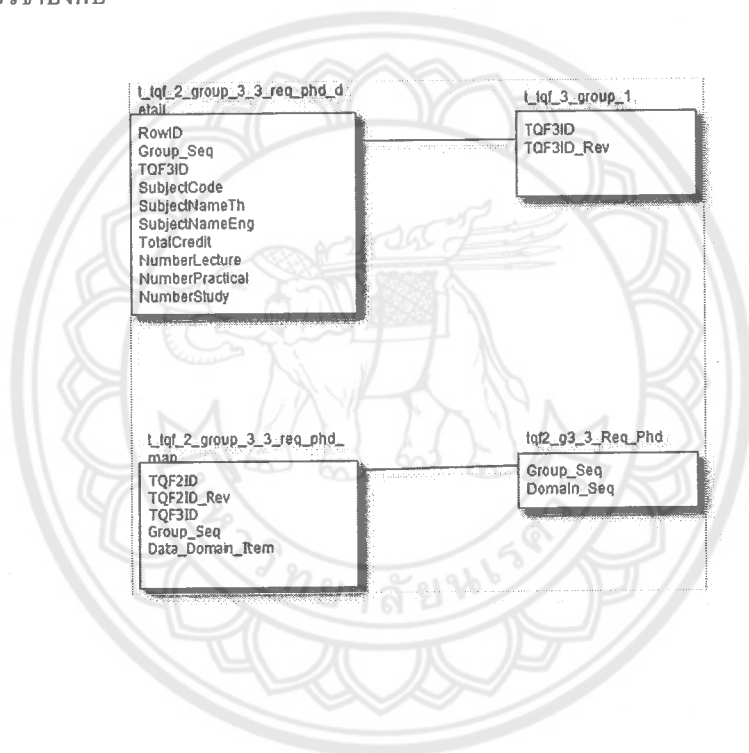 t_tqf_2_group_3_3_req_phd_d
etail
RowID
Group_Seq
TQF3ID
SubjectCode
SubjectNameTh
SubjectNameEng
TotalCredit
NumberLecture
NumberPractical
NumberStudy
t_tqf_3_group_1
TQF3ID
TQF3ID_Rev
t_tqf_2_group_3_3_req_phd_
map
TQF2ID
TQF2ID_Rev
TQF3ID
Group_Seq
Data_Domain_Item
tqf2_g3_3_Req_Phd
Group_Seq
Domain_Seq